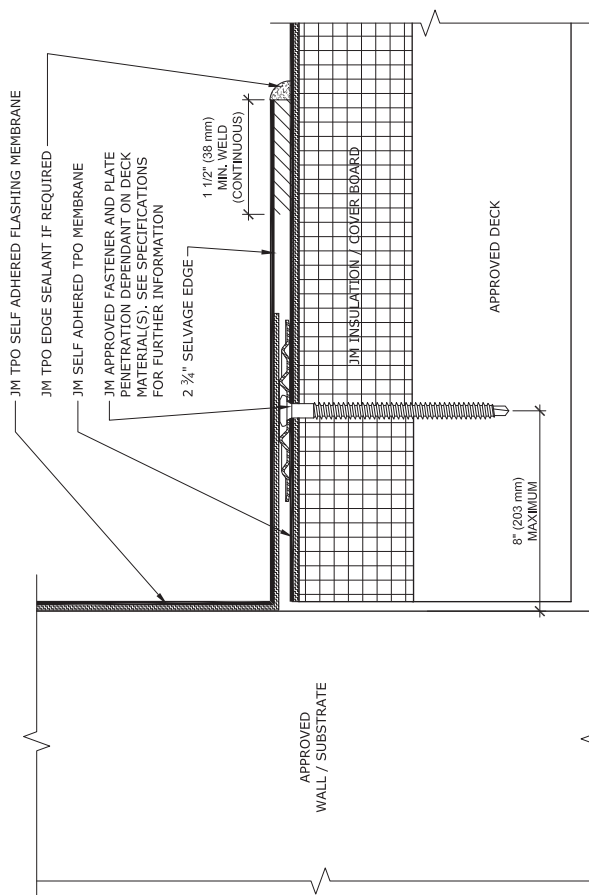 JM TPO SELF ADHERED FLASHING MEMBRANE
JM TPO EDGE SEALANT IF REQUIRED
JM SELF ADHERED TPO MEMBRANE
JM APPROVED FASTENER AND PLATE
PENETRATION DEPENDANT ON DECK
MATERIAL(S). SEE SPECIFICATIONS
FOR FURTHER INFORMATION
2 ¾" SELVAGE EDGE
1 1/2" (38 mm)
MIN. WELD
(CONTINUOUS)
JM INSULATION / COVER BOARD
APPROVED DECK
8" (203 mm)
MAXIMUM
APPROVED
WALL / SUBSTRATE